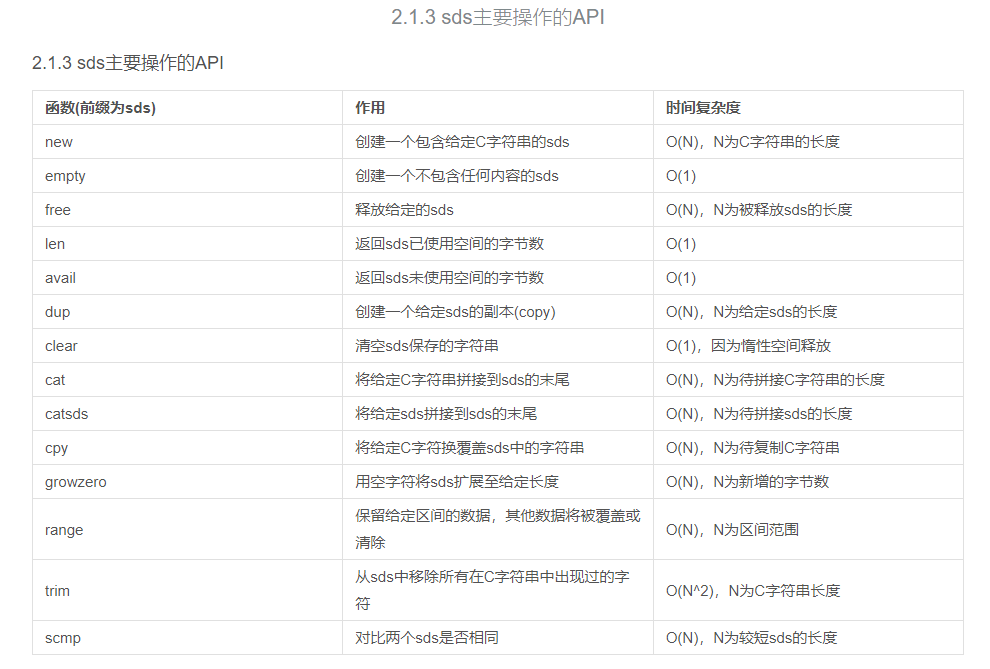 2.1.3 sds主要操作的API
2.1.3 sds主要操作的API
函数(前缀为sds) 作用 时间复杂度
new 创建一个包含给定C字符串的sds O(N)，N为C字符串的长度
empty 创建一个不包含任何内容的sds O(1)
free 释放给定的sds O(N)，N为被释放sds的长度
len 返回sds已使用空间的字节数 O(1)
avail 返回sds未使用空间的字节数 O(1)
dup 创建一个给定sds的副本(copy) O(N)，N为给定sds的长度
clear 清空sds保存的字符串 O(1)，因为惰性空间释放
cat 将给定C字符串拼接到sds的末尾 O(N)，N为待拼接C字符串的长度
catsds 将给定sds拼接到sds的末尾 O(N)，N为待拼接sds的长度
cpy 将给定C字符换覆盖sds中的字符串 O(N)，N为待复制C字符串
growzero 用空字符将sds扩展至给定长度 O(N)，N为新增的字节数
range 保留给定区间的数据，其他数据将被覆盖或
清除 O(N)，N为区间范围
trim 从sds中移除所有在C字符串中出现过的字
符 O(N^2)，N为C字符串长度
scmp 对比两个sds是否相同 O(N)，N为较短sds的长度